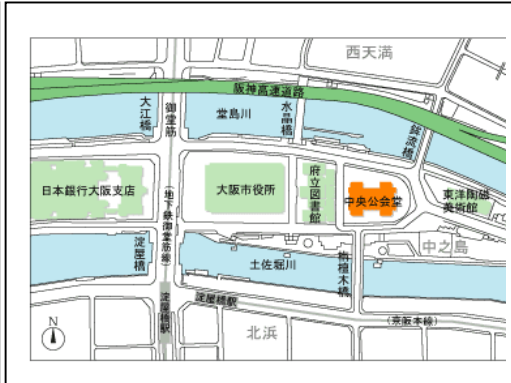 西天満
阪神高速道路
大江橋
御堂筋
堂島川
水晶橋
鉾流橋
日本銀行大阪支店
大阪市役所
府立図書館
中央公会堂
東洋陶磁
美術館
(地下鉄御堂筋線)
中之島
淀屋橋
土佐堀川
栴檀木橋
淀屋橋駅
淀屋橋駅
(京阪本線)
北浜
N